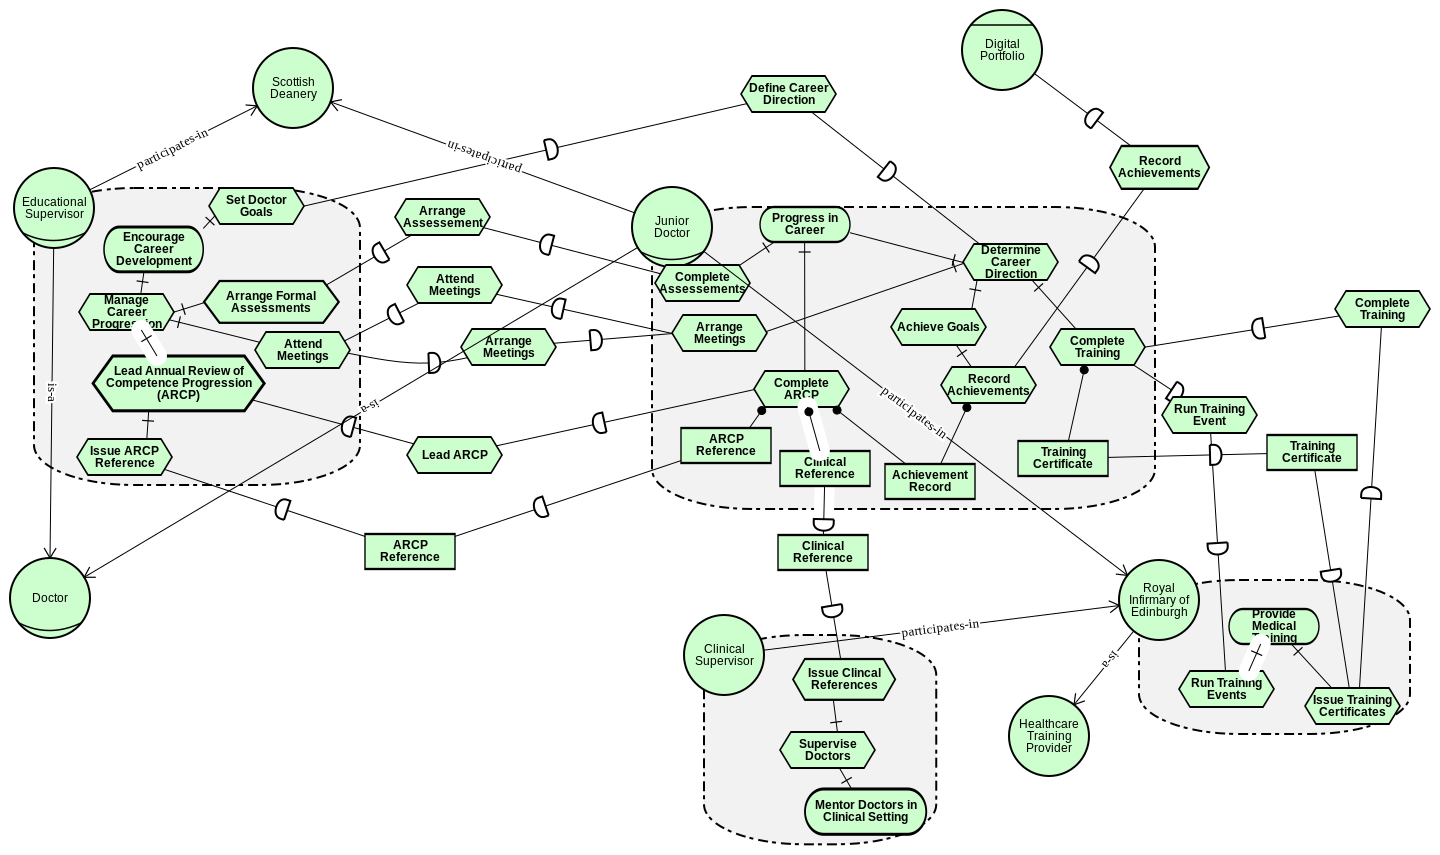 Digital
Portfolio
Scottish
Deanery
Define Career
Direction
participates-in
participates-in
Record
Achievements
Educational
Supervisor
Set Doctor
Goals
Arrange
Assessement
Junior
Doctor
Progress in
Career
Encourage
Career
Development
Determine
Career
Direction
Attend
Meetings
Complete
Assessements
Manage
Career
Progression
Arrange Formal
Assessments
Complete
Training
Arrange
Meetings
Achieve Goals
Attend
Meetings
Arrange
Meetings
Complete
Training
Lead Annual Review of
Competence Progression
(ARCP)
is-a
is-a
Complete
ARCP
Record
Achievements
participates-in
Run Training
Event
Issue ARCP
Reference
Lead ARCP
ARCP
Reference
Clinical
Reference
Achievement
Record
Training
Certificate
Training
Certificate
ARCP
Reference
Clinical
Reference
Doctor
Royal
Infirmary of
Edinburgh
participates-in
Provide
Medical
Training
Clinical
Supervisor
is-a
Issue Clincal
References
Run Training
Events
Issue Training
Certificates
Healthcare
Training
Provider
Supervise
Doctors
Mentor Doctors in
Clinical Setting